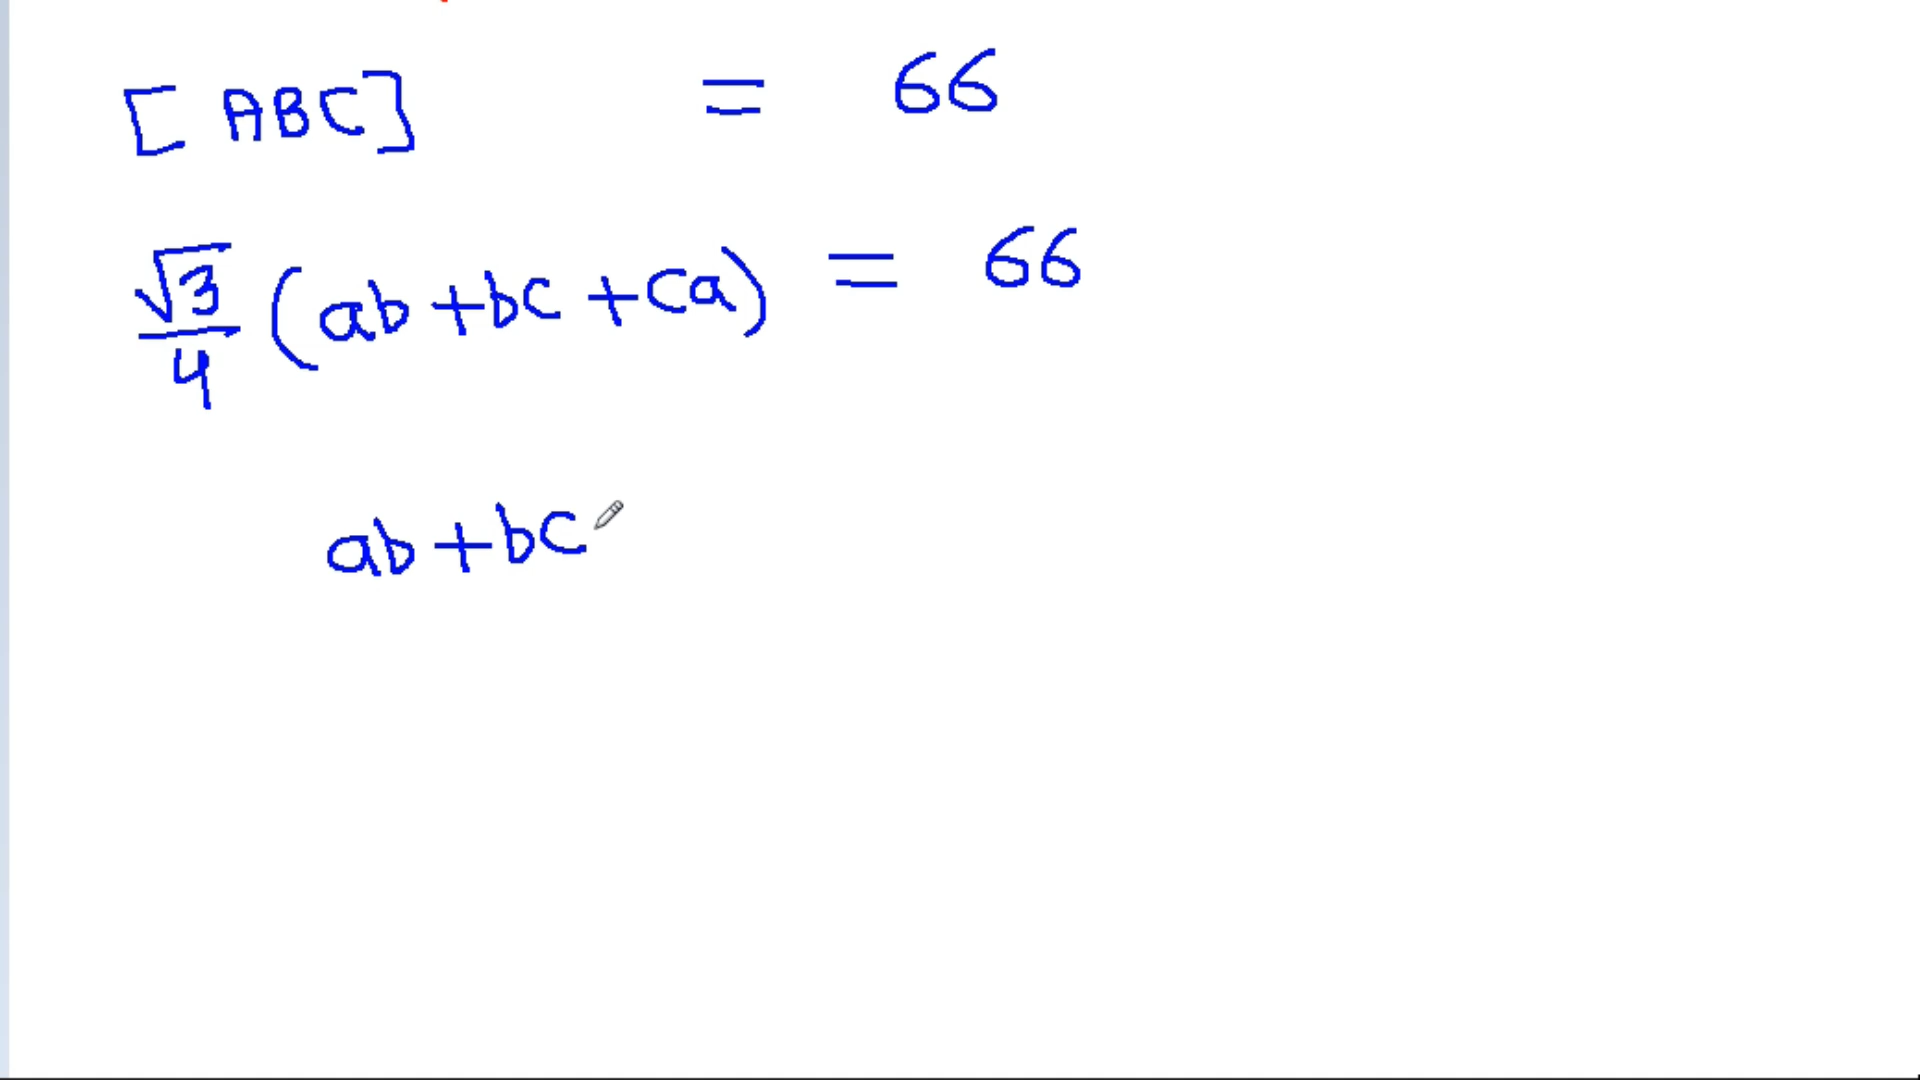 [ABC] = 66
√3/4 (ab+bc+ca) = 66
ab+bc